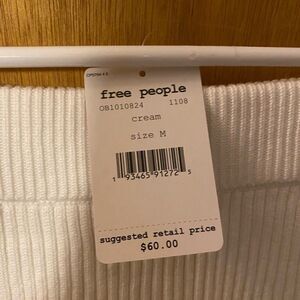 free people
OB1010824 1108
cream
size M
1 93465 91272 5
suggested retail price
$60.00